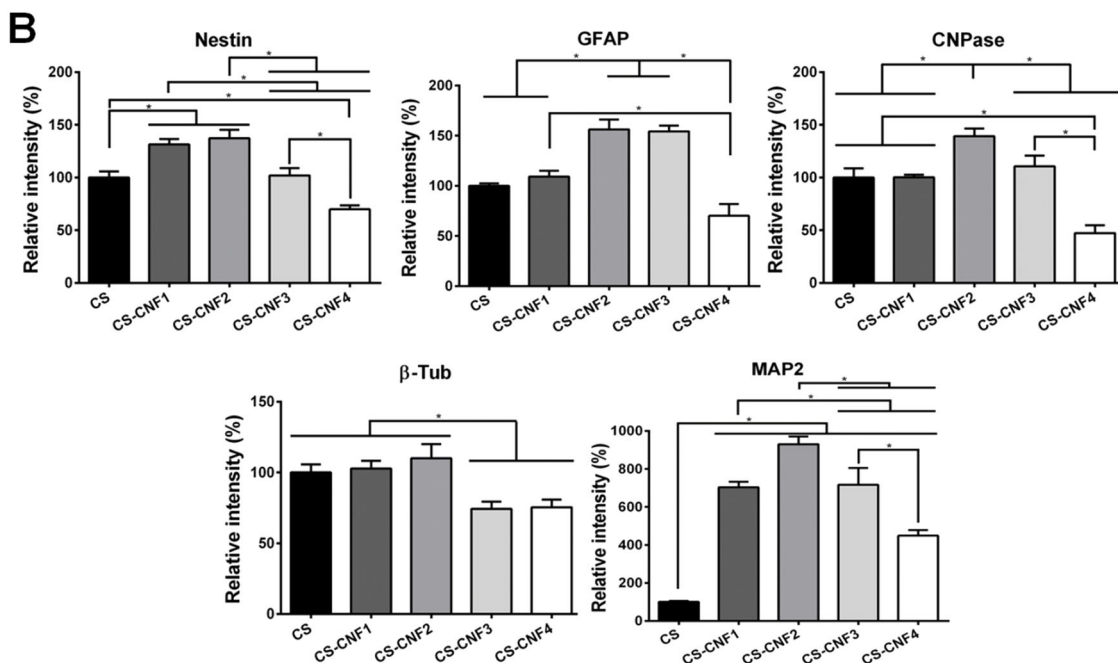 B
Nestin
Relative intensity (%)
200
150
100
50
0
CS
CS-CNF1
CS-CNF2
CS-CNF3
CS-CNF4
*
*
*
*
*
GFAP
Relative intensity (%)
200
150
100
50
0
CS
CS-CNF1
CS-CNF2
CS-CNF3
CS-CNF4
*
*
*
CNPase
Relative intensity (%)
200
150
100
50
0
CS
CS-CNF1
CS-CNF2
CS-CNF3
CS-CNF4
*
*
*
*
β-Tub
Relative intensity (%)
150
100
50
0
CS
CS-CNF1
CS-CNF2
CS-CNF3
CS-CNF4
*
MAP2
Relative intensity (%)
1000
800
600
400
200
0
CS
CS-CNF1
CS-CNF2
CS-CNF3
CS-CNF4
*
*
*
*